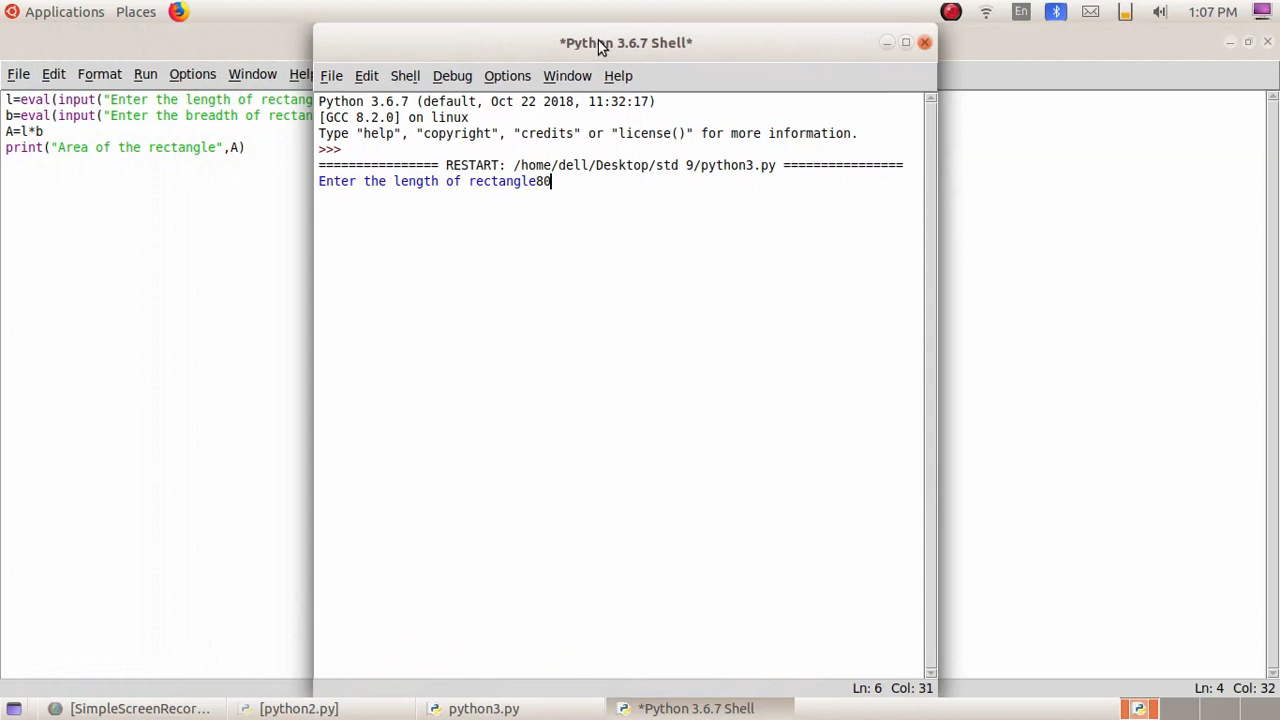 Applications Places En 1:07 PM
*Python 3.6.7 Shell*
File Edit Format Run Options Window Help
File Edit Shell Debug Options Window Help
l=eval(input("Enter the length of rectang
b=eval(input("Enter the breadth of rectan
A=l*b
print("Area of the rectangle",A)
Python 3.6.7 (default, Oct 22 2018, 11:32:17)
[GCC 8.2.0] on linux
Type "help", "copyright", "credits" or "license()" for more information.
>>>
================ RESTART: /home/dell/Desktop/std 9/python3.py ================
Enter the length of rectangle80
Ln: 6 Col: 31
Ln: 4 Col: 32
[SimpleScreenRecor... [python2.py] python3.py *Python 3.6.7 Shell